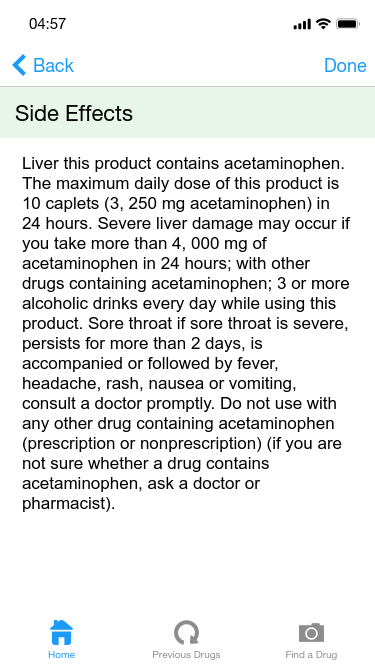 04:57
Back
Done
Side Effects
Liver this product contains acetaminophen.
The maximum daily dose of this product is
10 caplets (3, 250 mg acetaminophen) in
24 hours. Severe liver damage may occur if
you take more than 4, 000 mg of
acetaminophen in 24 hours; with other
drugs containing acetaminophen; 3 or more
alcoholic drinks every day while using this
product. Sore throat if sore throat is severe,
persists for more than 2 days, is
accompanied or followed by fever,
headache, rash, nausea or vomiting,
consult a doctor promptly. Do not use with
any other drug containing acetaminophen
(prescription or nonprescription) (if you are
not sure whether a drug contains
acetaminophen, ask a doctor or
pharmacist).
Home
Previous Drugs
Find a Drug